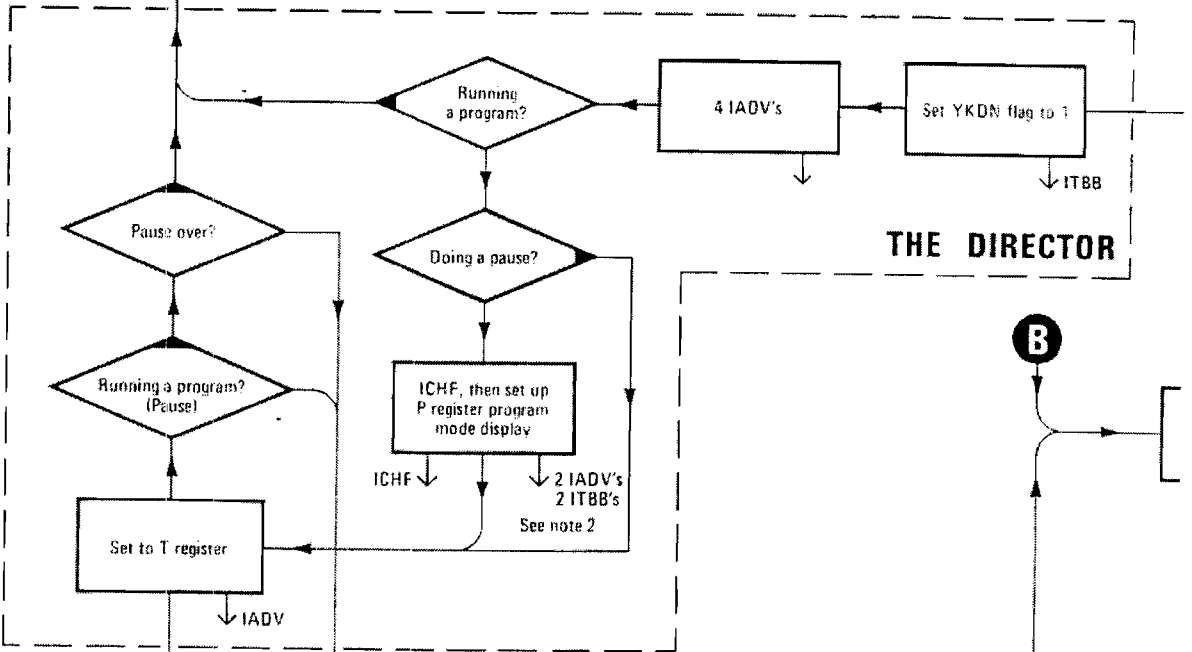 Running
a program?
4 IADV's
Set YKDN flag to 1
ITBB
Pause over?
Doing a pause?
THE DIRECTOR
B
Running a program?
(Pause)
ICHF, then set up
P register program
mode display
ICHF
2 IADV's
2 ITBB's
See note 2
Set to T register
IADV